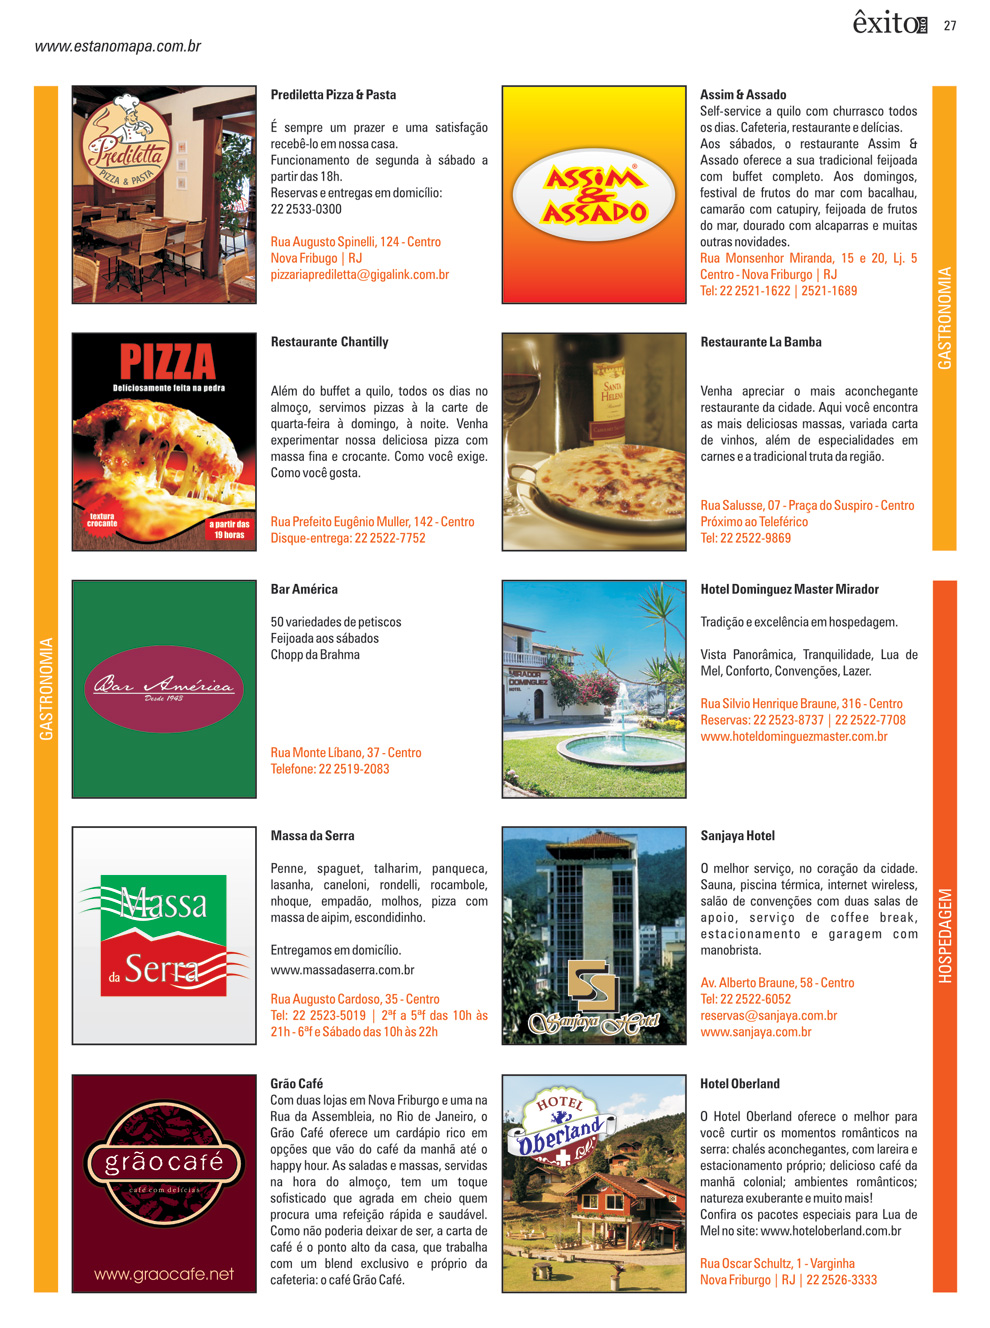 êxito RIO 27
www.estanomapa.com.br
GASTRONOMIA
Prediletta
PIZZA & PASTA
Prediletta Pizza & Pasta
É sempre um prazer e uma satisfação
recebê-lo em nossa casa.
Funcionamento de segunda à sábado a
partir das 18h.
Reservas e entregas em domicílio:
22 2533-0300
Rua Augusto Spinelli, 124 - Centro
Nova Fribugo | RJ
pizzariaprediletta@gigalink.com.br
PIZZA
Deliciosamente feita na pedra
textura
crocante
a partir das
19 horas
Restaurante Chantilly
Além do buffet a quilo, todos os dias no
almoço, servimos pizzas à la carte de
quarta-feira à domingo, à noite. Venha
experimentar nossa deliciosa pizza com
massa fina e crocante. Como você exige.
Como você gosta.
Rua Prefeito Eugênio Muller, 142 - Centro
Disque-entrega: 22 2522-7752
Bar América
Desde 1943
Bar América
50 variedades de petiscos
Feijoada aos sábados
Chopp da Brahma
Rua Monte Líbano, 37 - Centro
Telefone: 22 2519-2083
Massa
da Serra
Massa da Serra
Penne, spaguet, talharim, panqueca,
lasanha, caneloni, rondelli, rocambole,
nhoque, empadão, molhos, pizza com
massa de aipim, escondidinho.
Entregamos em domicílio.
www.massadaserra.com.br
Rua Augusto Cardoso, 35 - Centro
Tel: 22 2523-5019 | 2ªf a 5ªf das 10h às
21h - 6ªf e Sábado das 10h às 22h
grãocafé
café com delícias
www.graocafe.net
Grão Café
Com duas lojas em Nova Friburgo e uma na
Rua da Assembleia, no Rio de Janeiro, o
Grão Café oferece um cardápio rico em
opções que vão do café da manhã até o
happy hour. As saladas e massas, servidas
na hora do almoço, tem um toque
sofisticado que agrada em cheio quem
procura uma refeição rápida e saudável.
Como não poderia deixar de ser, a carta de
café é o ponto alto da casa, que trabalha
com um blend exclusivo e próprio da
cafeteria: o café Grão Café.
ASSIM
&
ASSADO
®
Assim & Assado
Self-service a quilo com churrasco todos
os dias. Cafeteria, restaurante e delícias.
Aos sábados, o restaurante Assim &
Assado oferece a sua tradicional feijoada
com buffet completo. Aos domingos,
festival de frutos do mar com bacalhau,
camarão com catupiry, feijoada de frutos
do mar, dourado com alcaparras e muitas
outras novidades.
Rua Monsenhor Miranda, 15 e 20, Lj. 5
Centro - Nova Friburgo | RJ
Tel: 22 2521-1622 | 2521-1689
GASTRONOMIA
SANTA
HELENA
Restaurante La Bamba
Venha apreciar o mais aconchegante
restaurante da cidade. Aqui você encontra
as mais deliciosas massas, variada carta
de vinhos, além de especialidades em
carnes e a tradicional truta da região.
Rua Salusse, 07 - Praça do Suspiro - Centro
Próximo ao Teleférico
Tel: 22 2522-9869
MIRADOR
DOMINGUEZ
HOTEL
Hotel Dominguez Master Mirador
Tradição e excelência em hospedagem.
Vista Panorâmica, Tranquilidade, Lua de
Mel, Conforto, Convenções, Lazer.
Rua Silvio Henrique Braune, 316 - Centro
Reservas: 22 2523-8737 | 22 2522-7708
www.hoteldominguezmaster.com.br
HOSPEDAGEM
Sanjaya Hotel
Sanjaya Hotel
O melhor serviço, no coração da cidade.
Sauna, piscina térmica, internet wireless,
salão de convenções com duas salas de
apoio, serviço de coffee break,
estacionamento e garagem com
manobrista.
Av. Alberto Braune, 58 - Centro
Tel: 22 2522-6052
reservas@sanjaya.com.br
www.sanjaya.com.br
HOTEL
Oberland
Hotel Oberland
O Hotel Oberland oferece o melhor para
você curtir os momentos românticos na
serra: chalés aconchegantes, com lareira e
estacionamento próprio; delicioso café da
manhã colonial; ambientes românticos;
natureza exuberante e muito mais!
Confira os pacotes especiais para Lua de
Mel no site: www.hoteloberland.com.br
Rua Oscar Schultz, 1 - Varginha
Nova Friburgo | RJ | 22 2526-3333